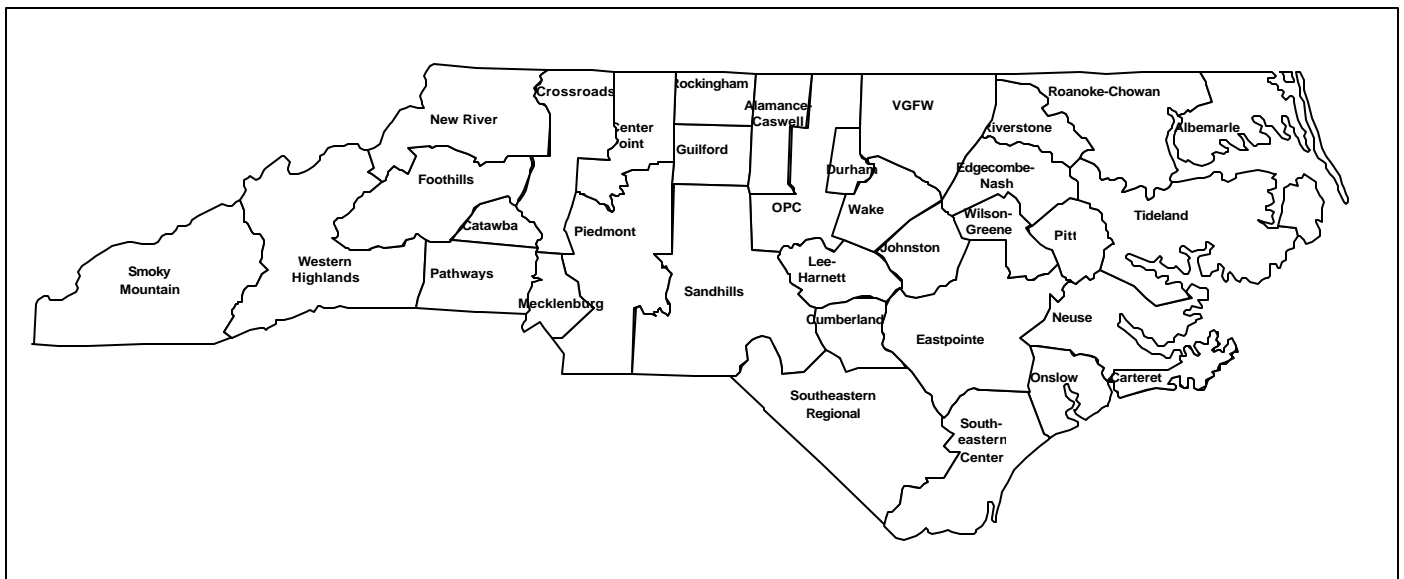 Roanoke-Chowan
Crossroads
Rockingham
Alamance-
Caswell
VGFW
New River
Center
Point
Riverstone
Albemarle
Guilford
Foothills
Durham
Edgecombe-
Nash
Catawba
Piedmont
OPC
Wake
Wilson-
Greene
Pitt
Tideland
Johnston
Smoky
Mountain
Western
Highlands
Pathways
Lee-
Harnett
Sandhills
Mecklenburg
Cumberland
Neuse
Eastpointe
Onslow
Carteret
Southeastern
Regional
South-
eastern
Center